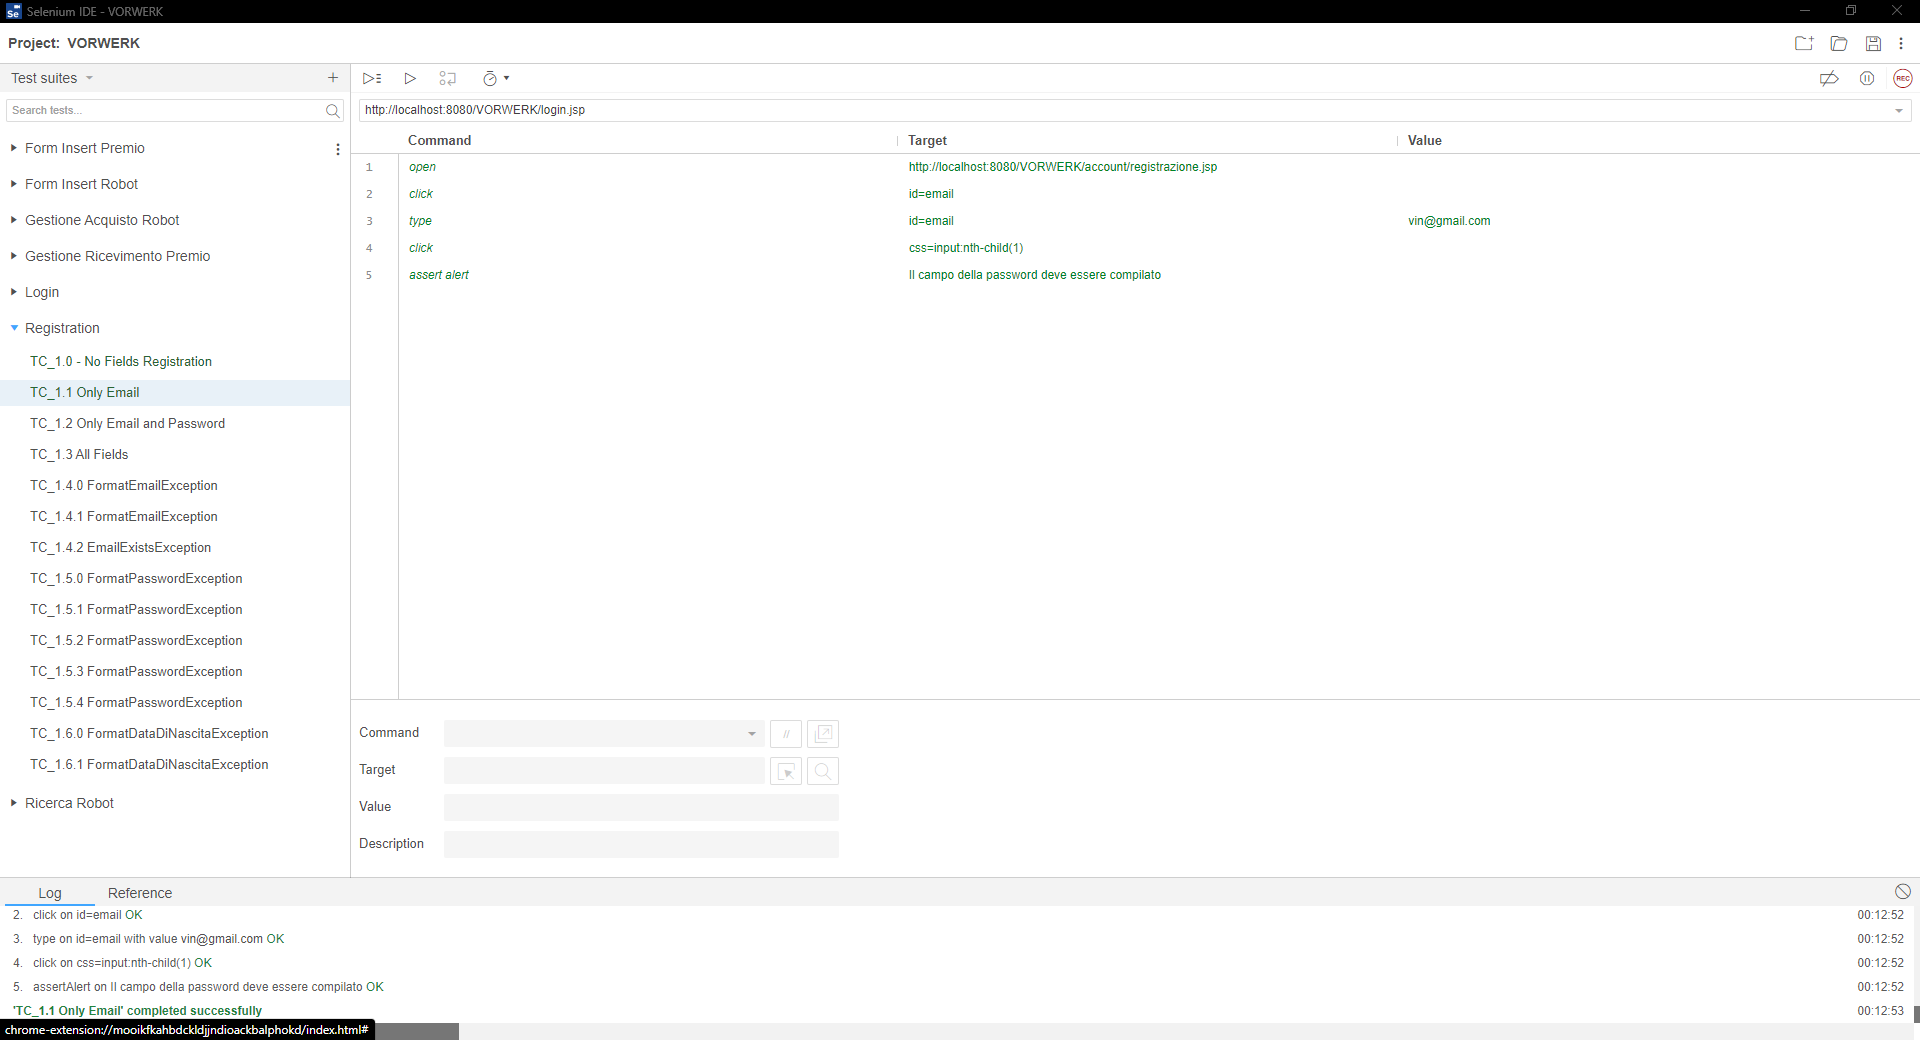 Selenium IDE - VORWERK
Project: VORWERK
Test suites
Search tests...
Form Insert Premio
Form Insert Robot
Gestione Acquisto Robot
Gestione Ricevimento Premio
Login
Registration
TC_1.0 - No Fields Registration
TC_1.1 Only Email
TC_1.2 Only Email and Password
TC_1.3 All Fields
TC_1.4.0 FormatEmailException
TC_1.4.1 FormatEmailException
TC_1.4.2 EmailExistsException
TC_1.5.0 FormatPasswordException
TC_1.5.1 FormatPasswordException
TC_1.5.2 FormatPasswordException
TC_1.5.3 FormatPasswordException
TC_1.5.4 FormatPasswordException
TC_1.6.0 FormatDataDiNascitaException
TC_1.6.1 FormatDataDiNascitaException
Ricerca Robot
REC
http://localhost:8080/VORWERK/login.jsp
Command Target Value
1 open http://localhost:8080/VORWERK/account/registrazione.jsp
2 click id=email
3 type id=email vin@gmail.com
4 click css=input:nth-child(1)
5 assert alert Il campo della password deve essere compilato
Command //
Target
Value
Description
Log Reference
2. click on id=email OK 00:12:52
3. type on id=email with value vin@gmail.com OK 00:12:52
4. click on css=input:nth-child(1) OK 00:12:52
5. assertAlert on Il campo della password deve essere compilato OK 00:12:52
'TC_1.1 Only Email' completed successfully 00:12:53
chrome-extension://mooikfkahbdckldjjndioackbalphokd/index.html#